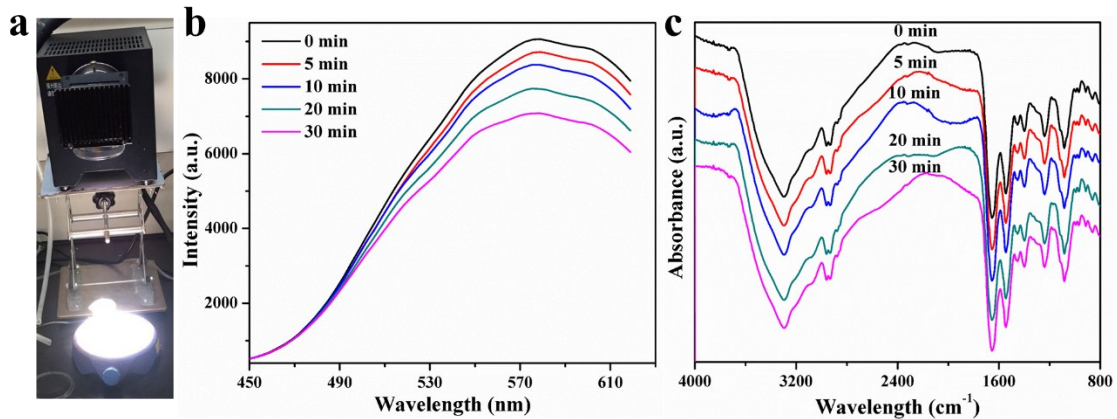 a
b
c
0 min
5 min
10 min
20 min
30 min
8000
6000
4000
2000
Intensity (a.u.)
450
490
530
570
610
Wavelength (nm)
0 min
5 min
10 min
20 min
30 min
Absorbance (a.u.)
4000
3200
2400
1600
800
Wavelength (cm-1)